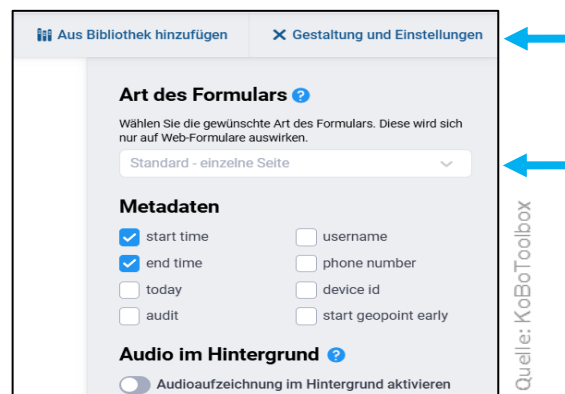 Aus Bibliothek hinzufügen
Gestaltung und Einstellungen
Art des Formulars
Wählen Sie die gewünschte Art des Formulars. Diese wird sich
nur auf Web-Formulare auswirken.
Standard - einzelne Seite
Metadaten
start time
username
end time
phone number
today
device id
audit
start geopoint early
Audio im Hintergrund
Audioaufzeichnung im Hintergrund aktivieren
Quelle: KoBoToolbox